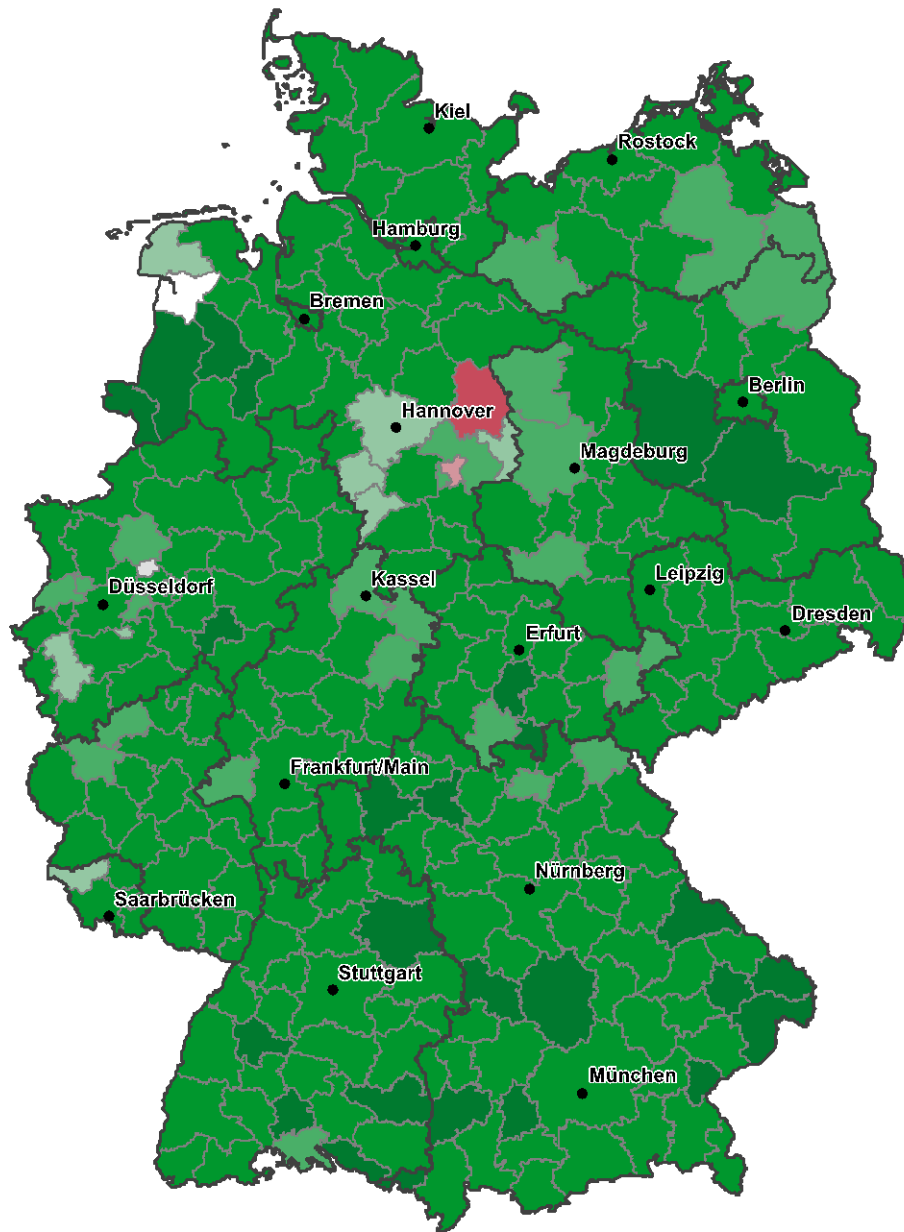 Kiel
Rostock
Hamburg
Bremen
Berlin
Hannover
Magdeburg
Düsseldorf
Kassel
Leipzig
Dresden
Erfurt
Frankfurt/Main
Nürnberg
Saarbrücken
Stuttgart
München